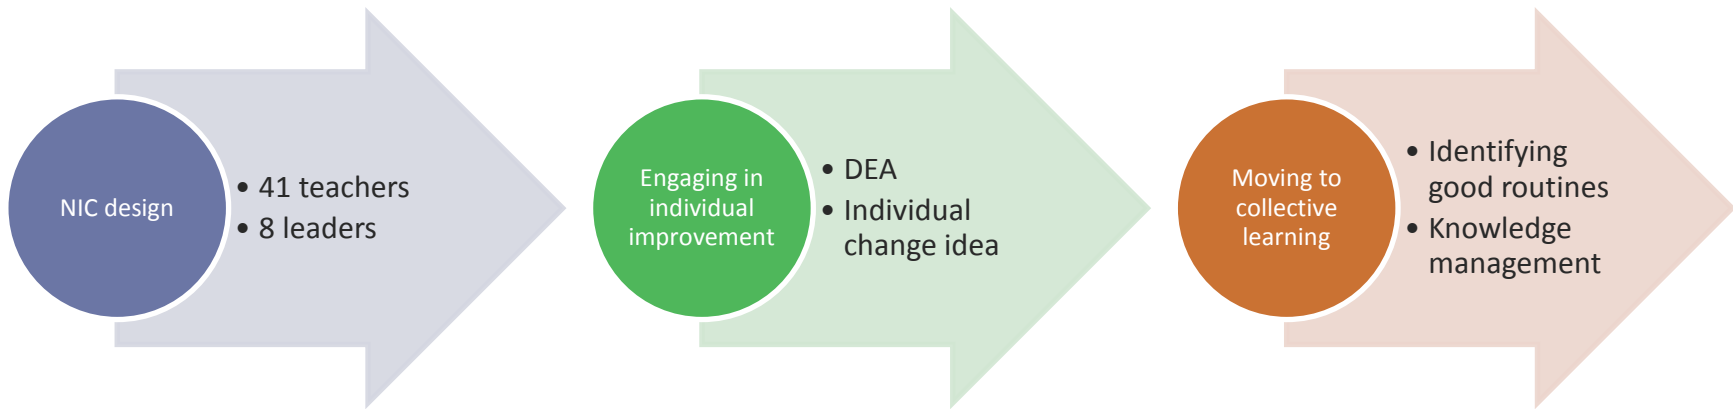 NIC design
• 41 teachers
• 8 leaders
Engaging in
individual
improvement
• DEA
• Individual
change idea
Moving to
collective
learning
• Identifying
good routines
• Knowledge
management